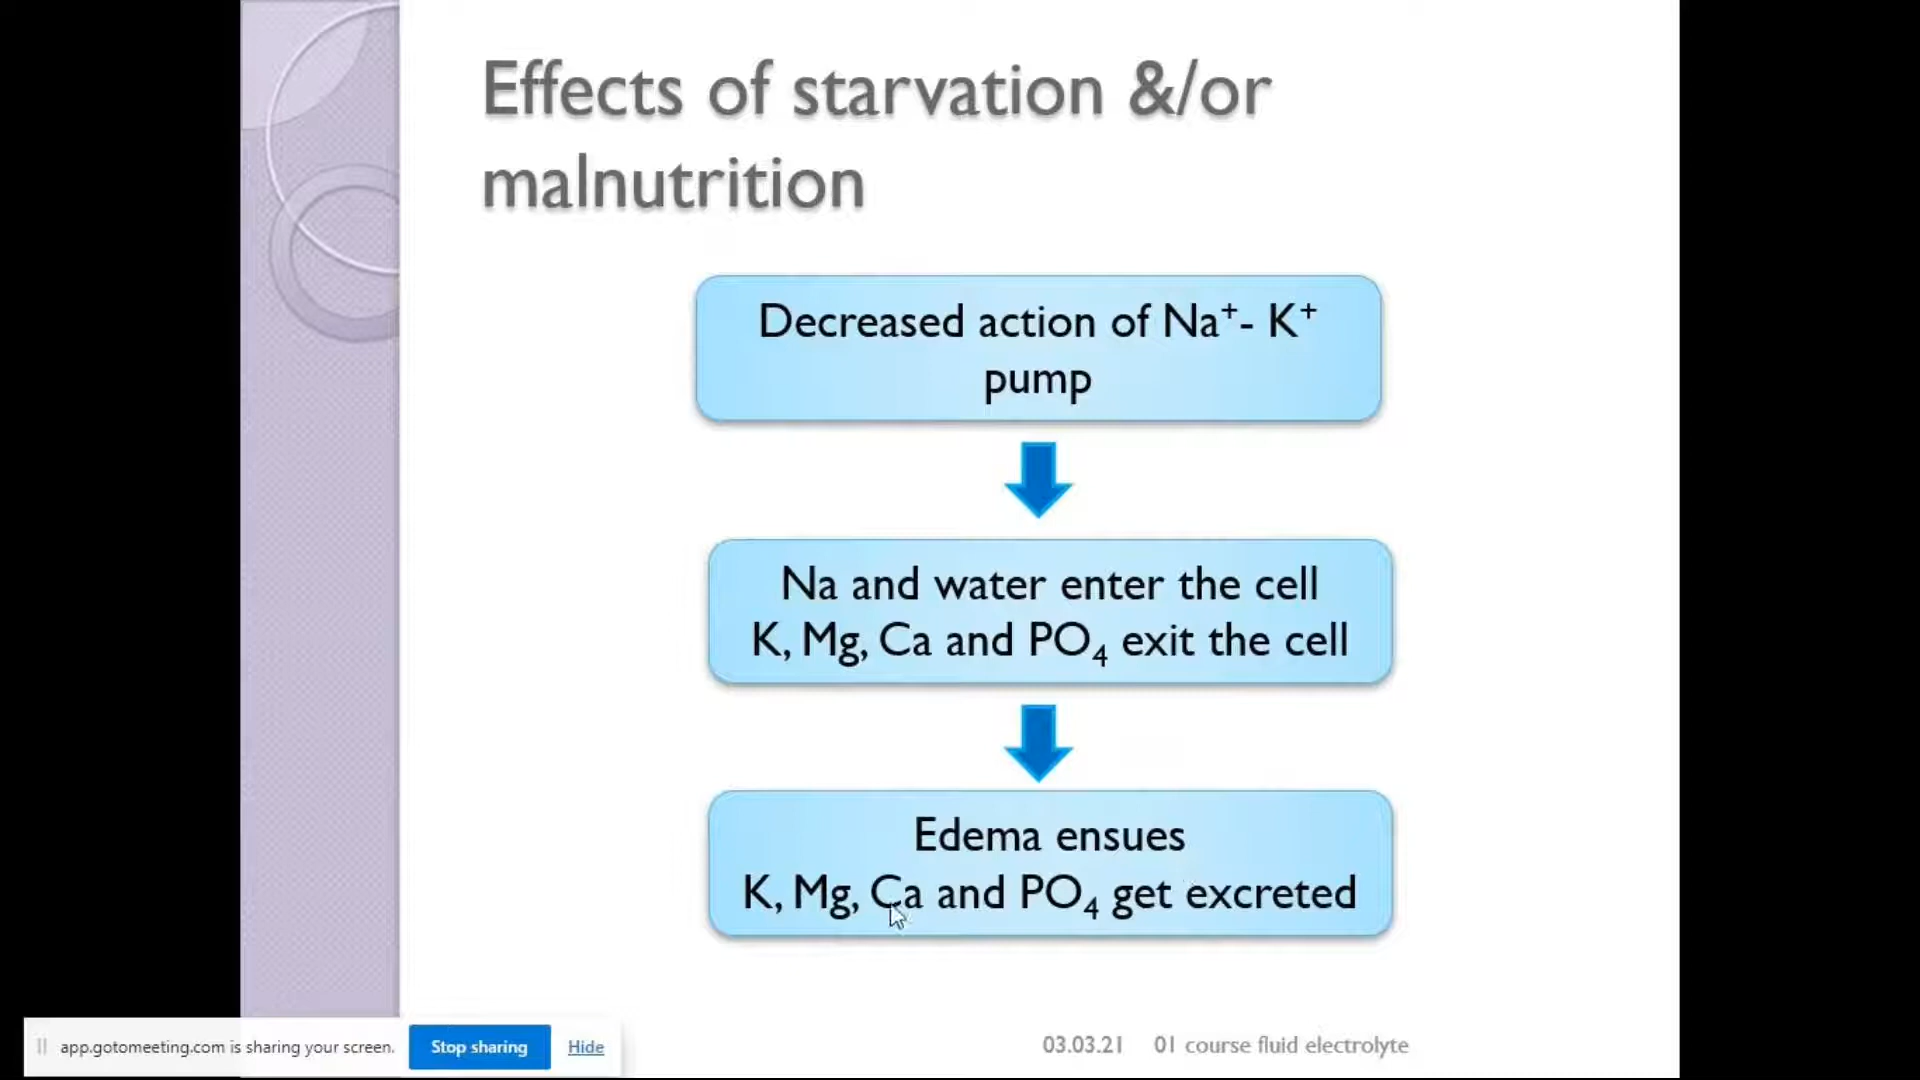 Effects of starvation &/or
malnutrition
Decreased action of Na⁺- K⁺
pump
Na and water enter the cell
K, Mg, Ca and PO₄ exit the cell
Edema ensues
K, Mg, Ca and PO₄ get excreted
app.gotomeeting.com is sharing your screen. Stop sharing Hide
03.03.21 01 course fluid electrolyte